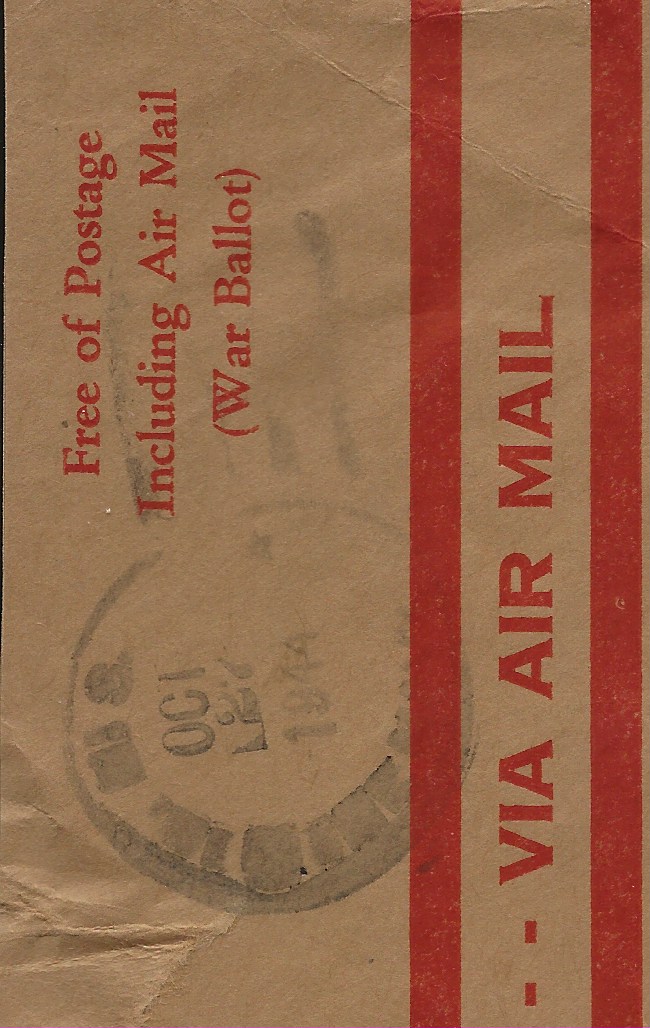 Free of Postage
Including Air Mail
(War Ballot)
OCT
-- VIA AIR MAIL